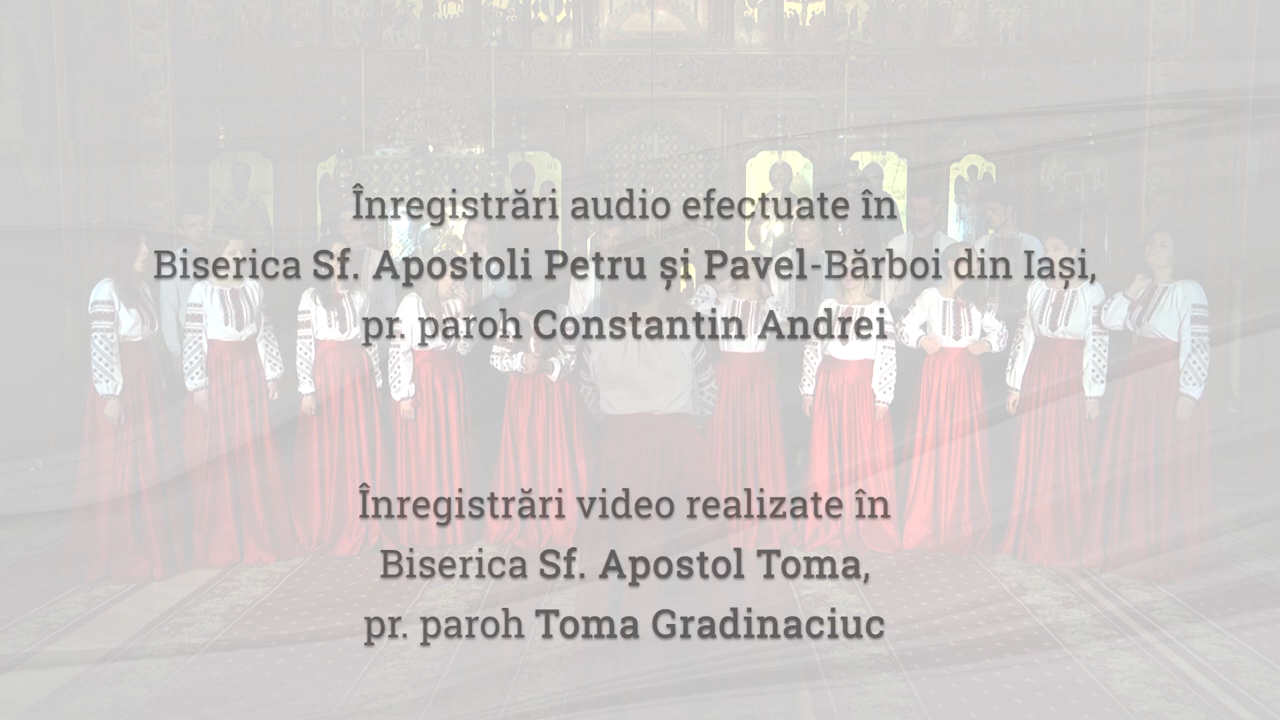 Înregistrări audio efectuate în
Biserica Sf. Apostoli Petru și Pavel-Bărboi din Iași,
pr. paroh Constantin Andrei
Înregistrări video realizate în
Biserica Sf. Apostol Toma,
pr. paroh Toma Gradinaciuc